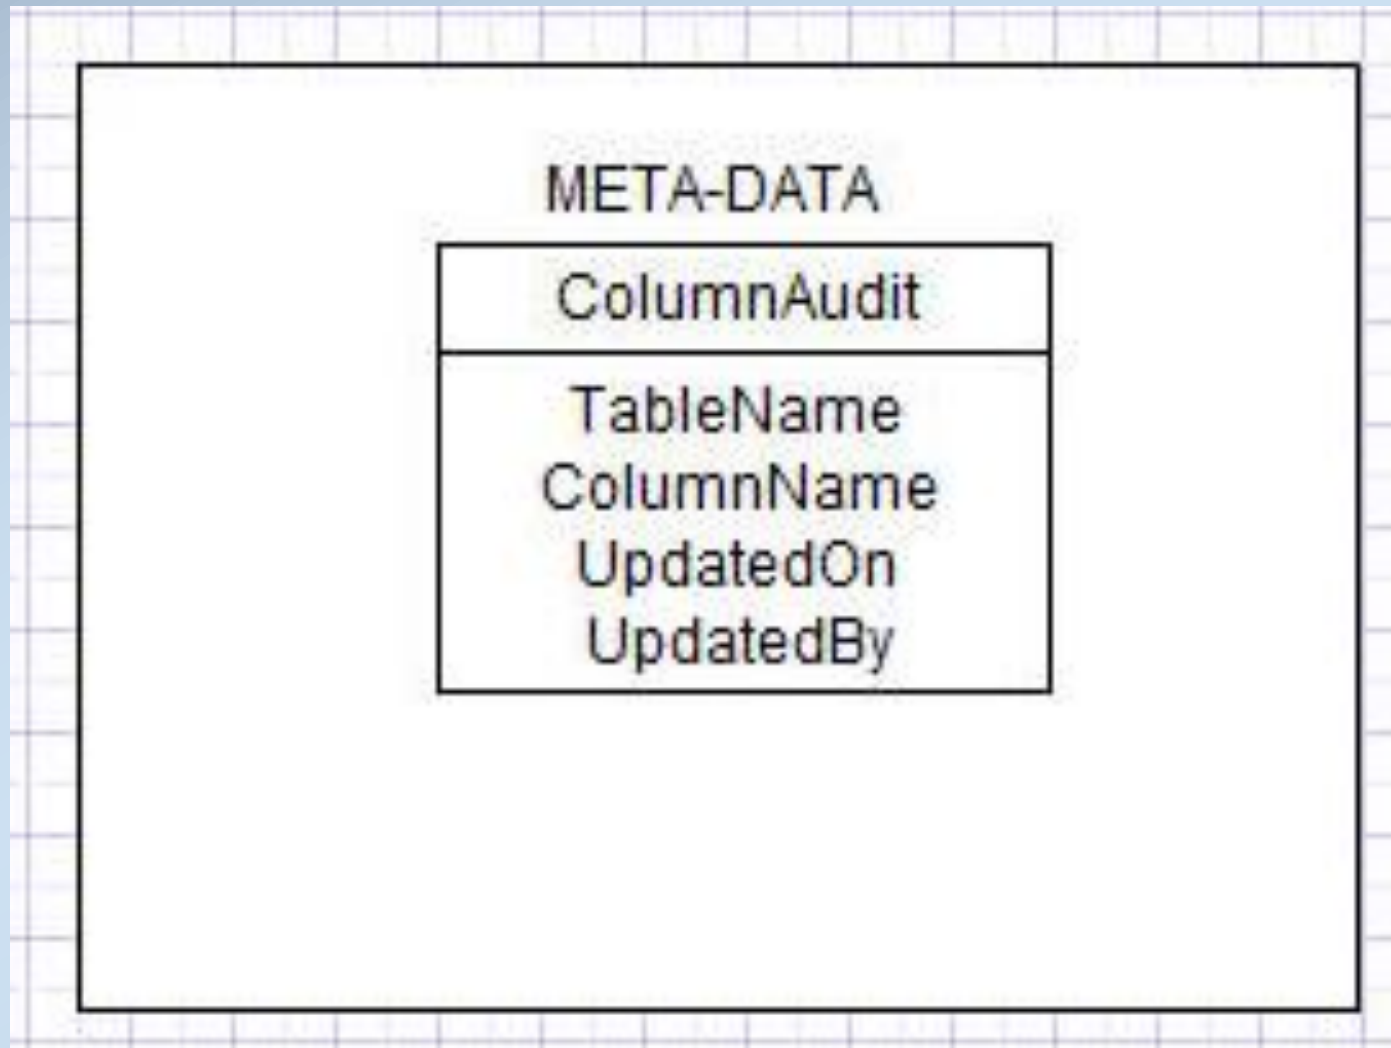 META-DATA
ColumnAudit
TableName
ColumnName
UpdatedOn
UpdatedBy